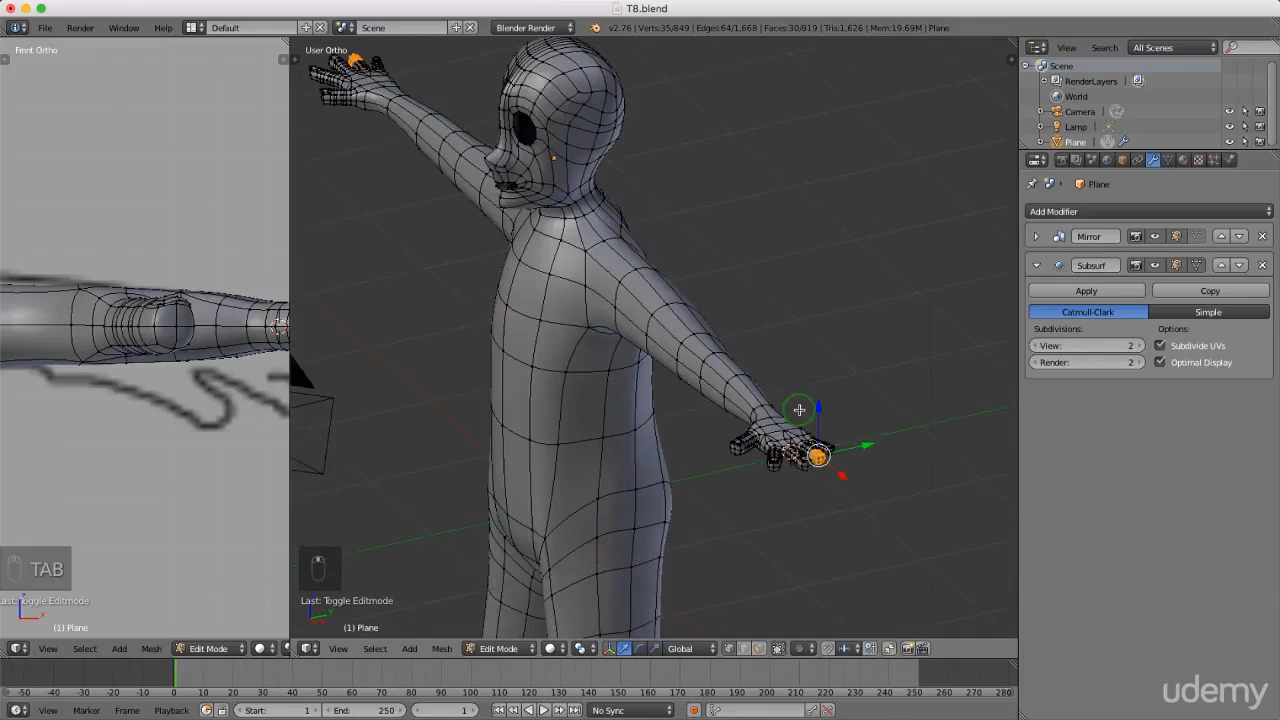 T8.blend
File Render Window Help Default Scene Blender Render v2.76 | Verts:35/849 | Edges:64/1,668 | Faces:30/819 | Tris:1,626 | Mem:19.69M | Plane
Front Ortho
User Ortho
View Search All Scenes
Scene
RenderLayers
World
Camera
Lamp
Plane
Plane
Add Modifier
Mirror
Subsurf
Apply Copy
Catmull-Clark Simple
Subdivisions: Options:
View: 2 Subdivide UVs
Render: 2 Optimal Display
TAB
Last: Toggle Editmode
Last: Toggle Editmode
z
x
(1) Plane
(1) Plane
View Select Add Mesh Edit Mode
View Select Add Mesh Edit Mode Global
-50 -40 -30 -20 -10 0 10 20 30 40 50 60 70 80 90 100 110 120 130 140 150 160 170 180 190 200 210 220 230 240 250 260 270 280
View Marker Frame Playback Start: 1 End: 250 1 No Sync
udemy